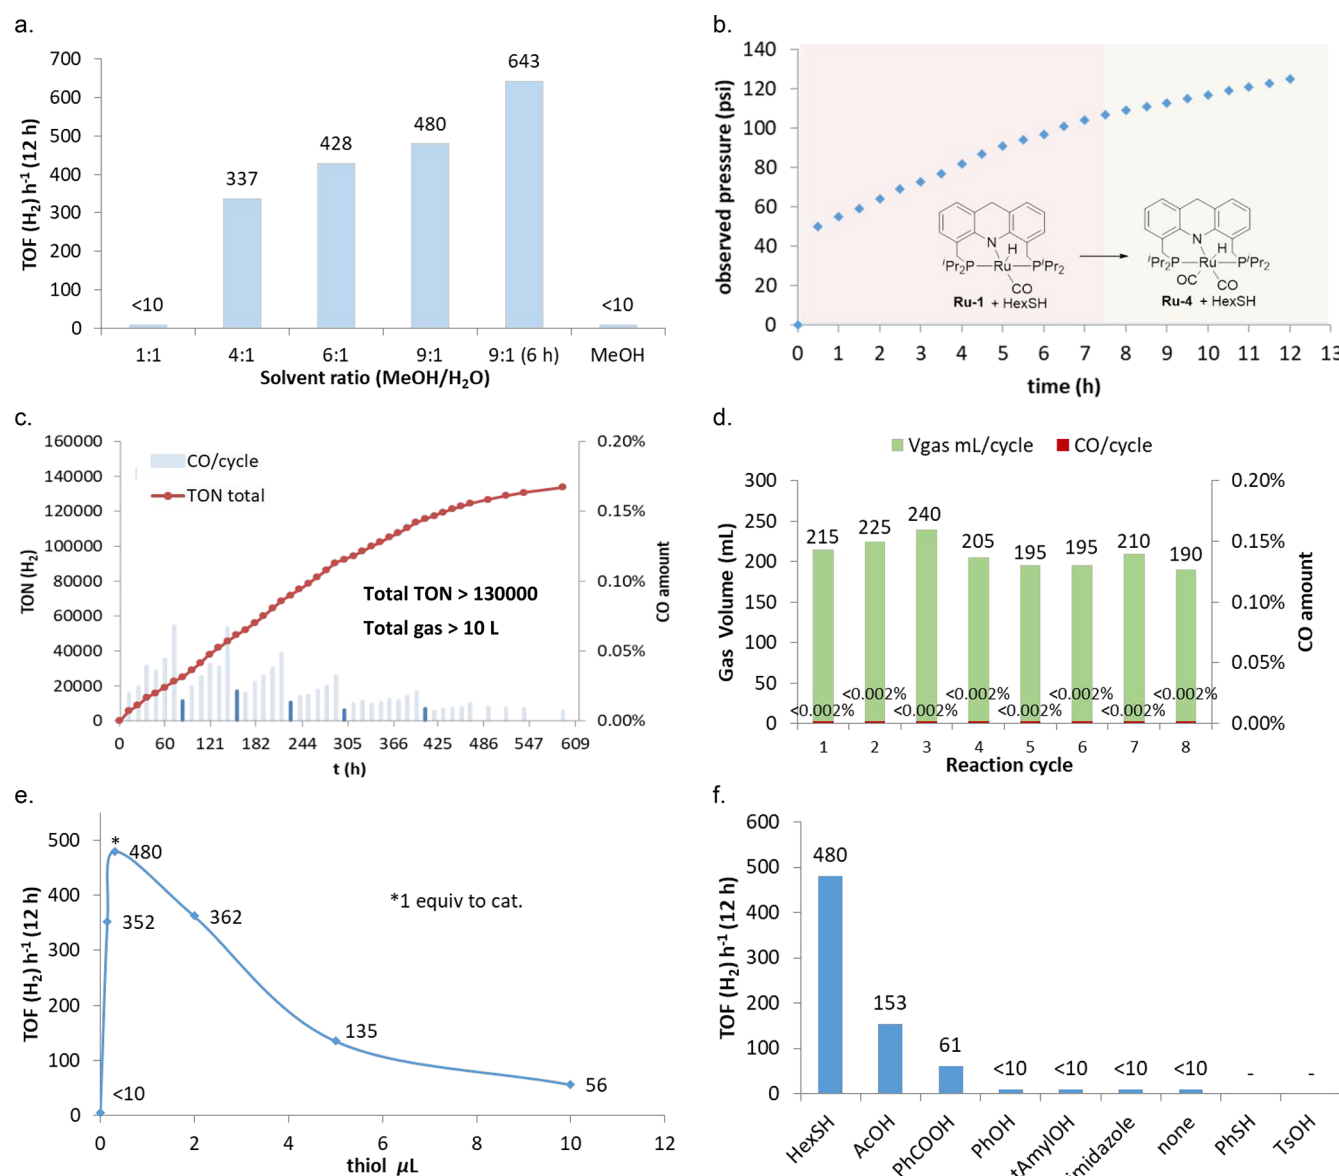 a.
TOF (H2) h-1 (12 h)
700
600
500
400
300
200
100
0
<10
337
428
480
643
<10
1:1
4:1
6:1
9:1
9:1 (6 h)
MeOH
Solvent ratio (MeOH/H2O)
b.
observed pressure (psi)
140
120
100
80
60
40
20
0
N
H
iPr2P
Ru
PiPr2
CO
Ru-1 + HexSH
N
H
iPr2P
Ru
PiPr2
OC
CO
Ru-4 + HexSH
0 1 2 3 4 5 6 7 8 9 10 11 12 13
time (h)
c.
TON (H2)
160000
140000
120000
100000
80000
60000
40000
20000
0
CO/cycle
TON total
Total TON > 130000
Total gas > 10 L
0.20%
0.15%
0.10%
0.05%
0.00%
CO amount
0 60 121 182 244 305 366 425 486 547 609
t (h)
d.
Vgas mL/cycle
CO/cycle
Gas Volume (mL)
300
250
200
150
100
50
0
215
225
240
205
195
195
210
190
<0.002%
<0.002%
<0.002%
<0.002%
<0.002%
<0.002%
<0.002%
<0.002%
0.20%
0.15%
0.10%
0.05%
0.00%
CO amount
1 2 3 4 5 6 7 8
Reaction cycle
e.
TOF (H2) h-1 (12 h)
500
400
300
200
100
0
*
480
352
362
135
56
<10
*1 equiv to cat.
0 2 4 6 8 10 12
thiol μL
f.
TOF (H2) h-1 (12 h)
600
500
400
300
200
100
0
480
153
61
<10
<10
<10
<10
-
-
HexSH
AcOH
PhCOOH
PhOH
tAmylOH
imidazole
none
PhSH
TsOH